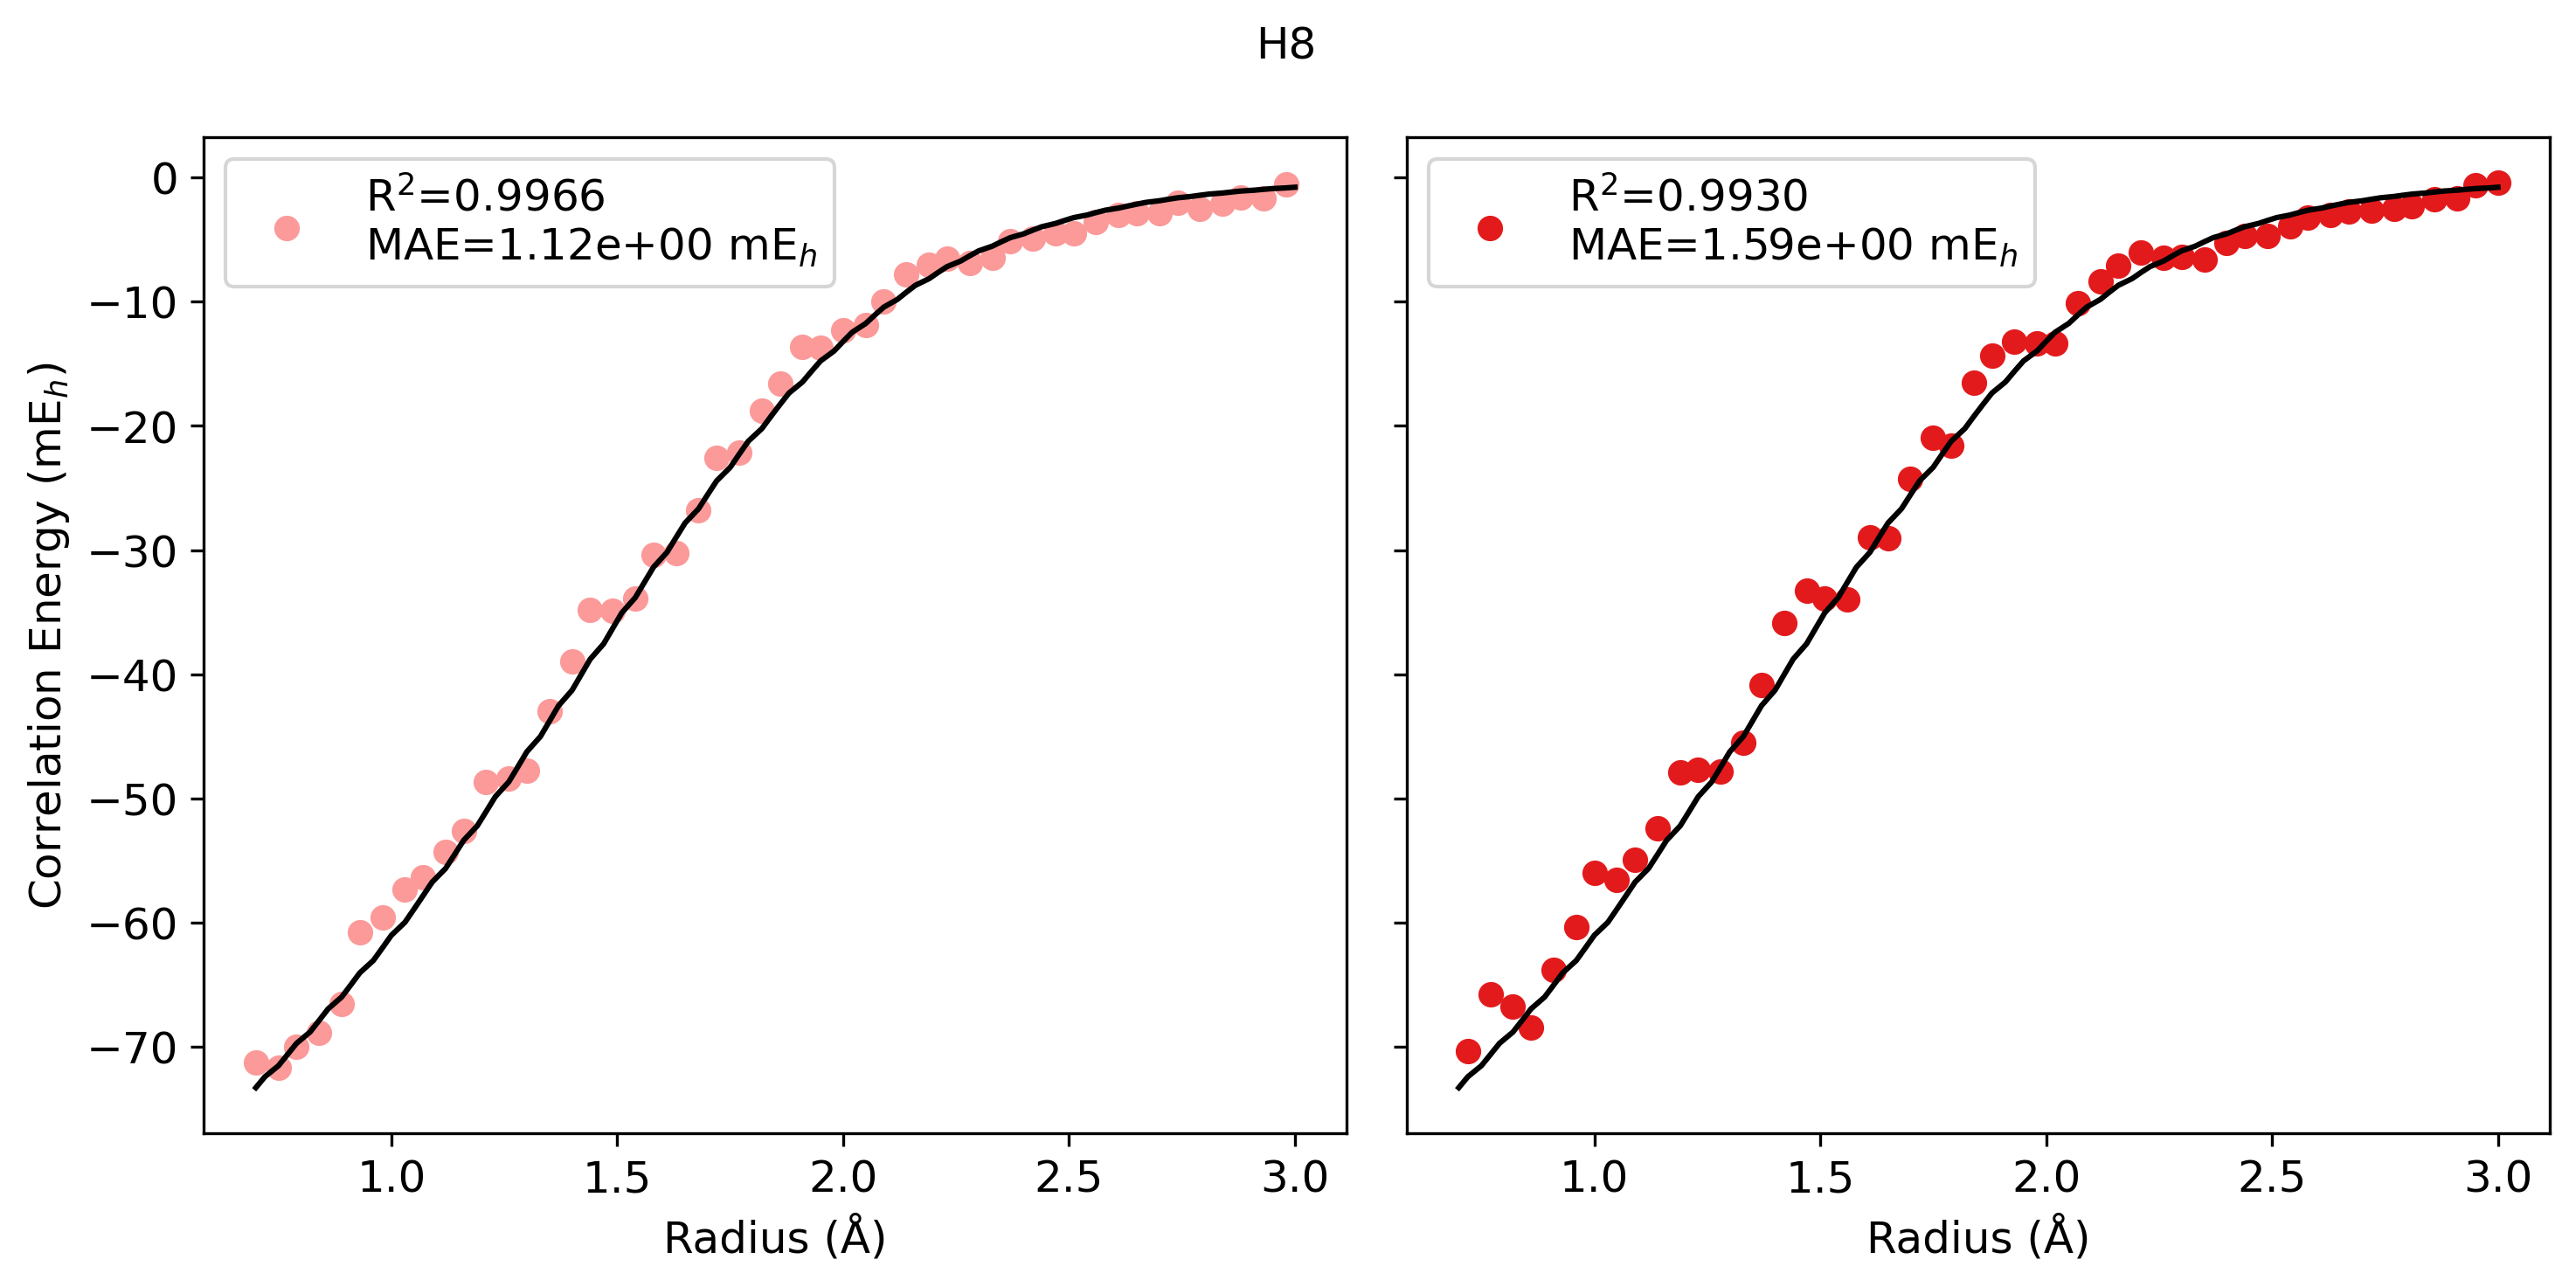 H8
R²=0.9966
MAE=1.12e+00 mEₕ
R²=0.9930
MAE=1.59e+00 mEₕ
Correlation Energy (mEₕ)
0
−10
−20
−30
−40
−50
−60
−70
1.0 1.5 2.0 2.5 3.0
1.0 1.5 2.0 2.5 3.0
Radius (Å)
Radius (Å)